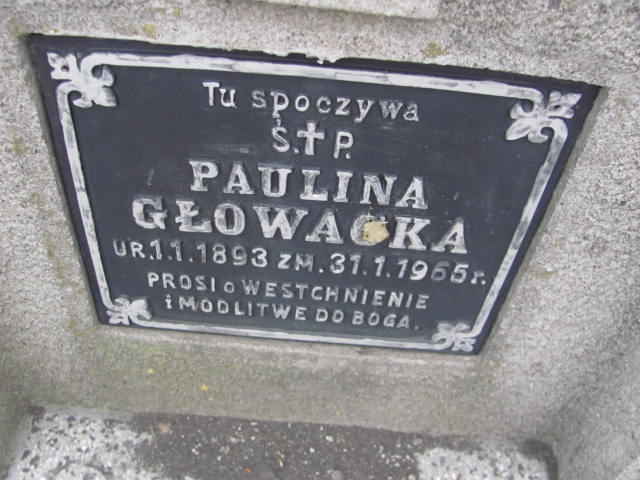 Tu spoczywa
Ś.✝P.
PAULINA
GŁOWACKA
UR.1.1.1893 ZM.31.1.1965r.
PROSI o WESTCHNIENIE
i MODLITWE DO BOGA.